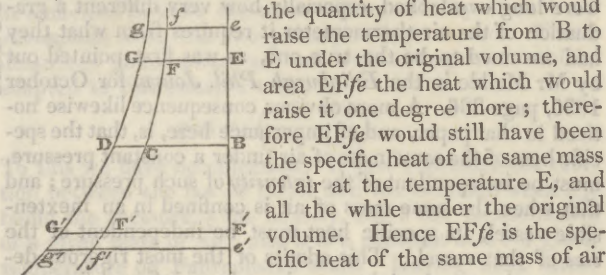 the quantity of heat which would
f
g e
raise the temperature from B to
G E
F
E under the original volume, and
area EFfe the heat which would
raise it one degree more; there-
fore EFfe would still have been
D B
C
the specific heat of the same mass
of air at the temperature E, and
all the while under the original
G′ F′ E′
volume. Hence EFfe is the spe-
g′ f′ e′
cific heat of the same mass of air